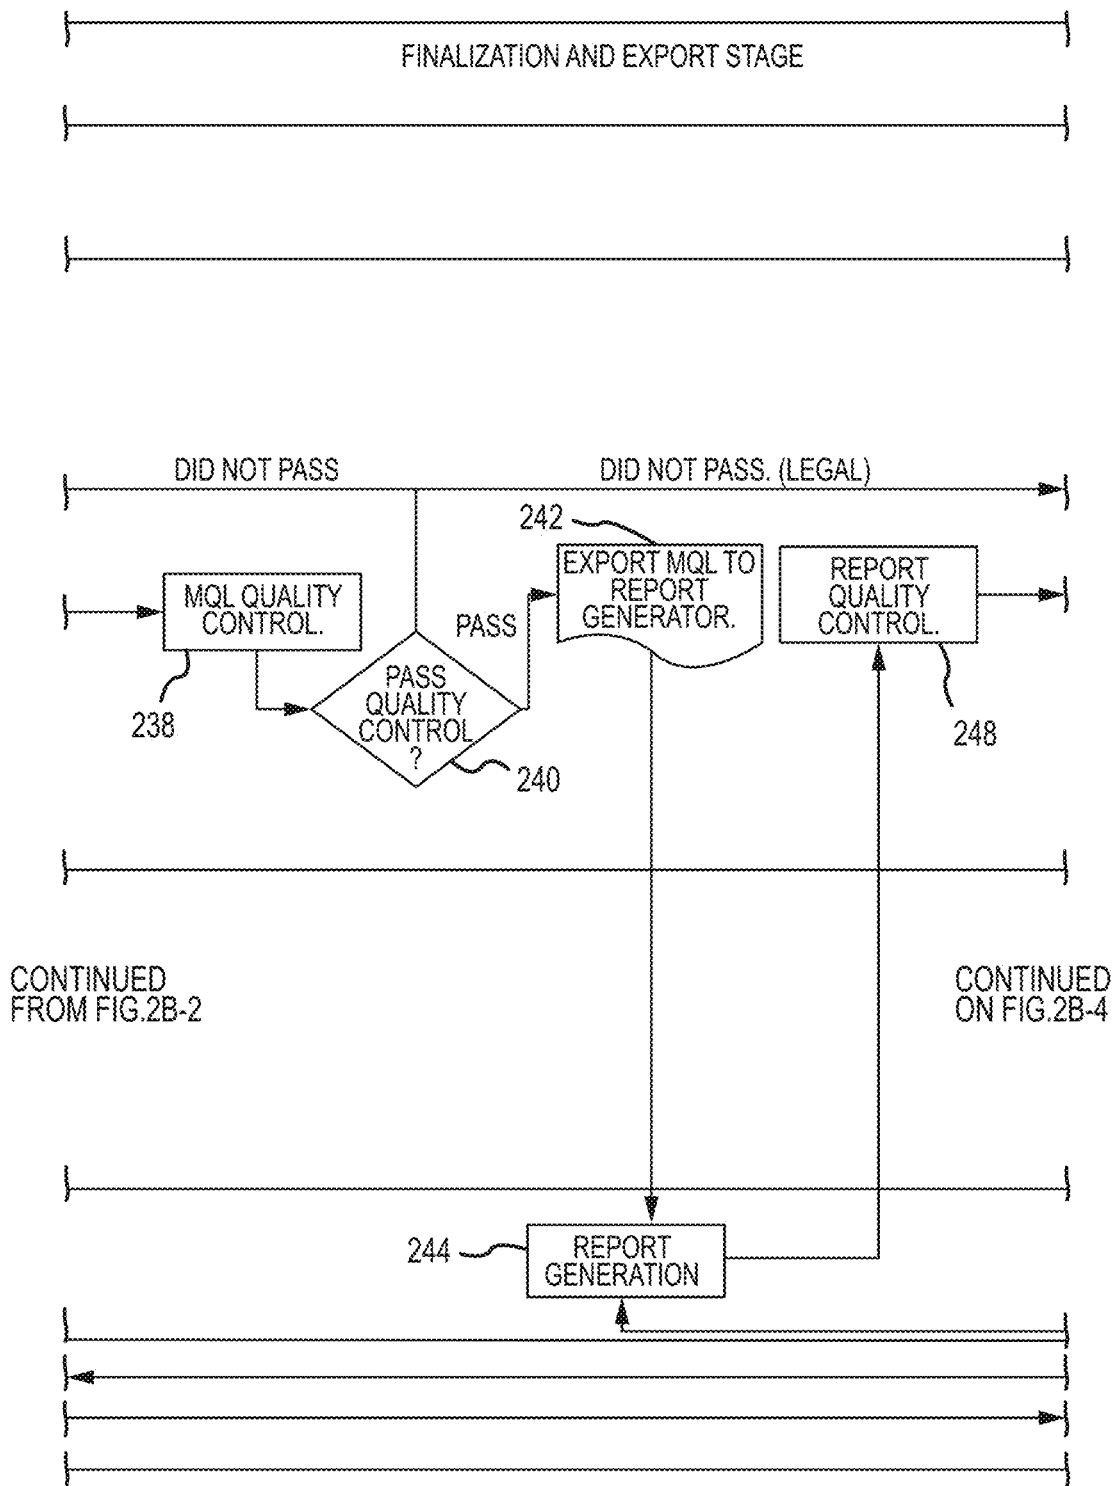 FINALIZATION AND EXPORT STAGE
DID NOT PASS
DID NOT PASS. (LEGAL)
242
EXPORT MQL TO
REPORT
GENERATOR.
REPORT
QUALITY
CONTROL.
MQL QUALITY
CONTROL.
PASS
PASS
QUALITY
CONTROL
?
238
248
240
CONTINUED
FROM FIG.2B-2
CONTINUED
ON FIG.2B-4
244
REPORT
GENERATION